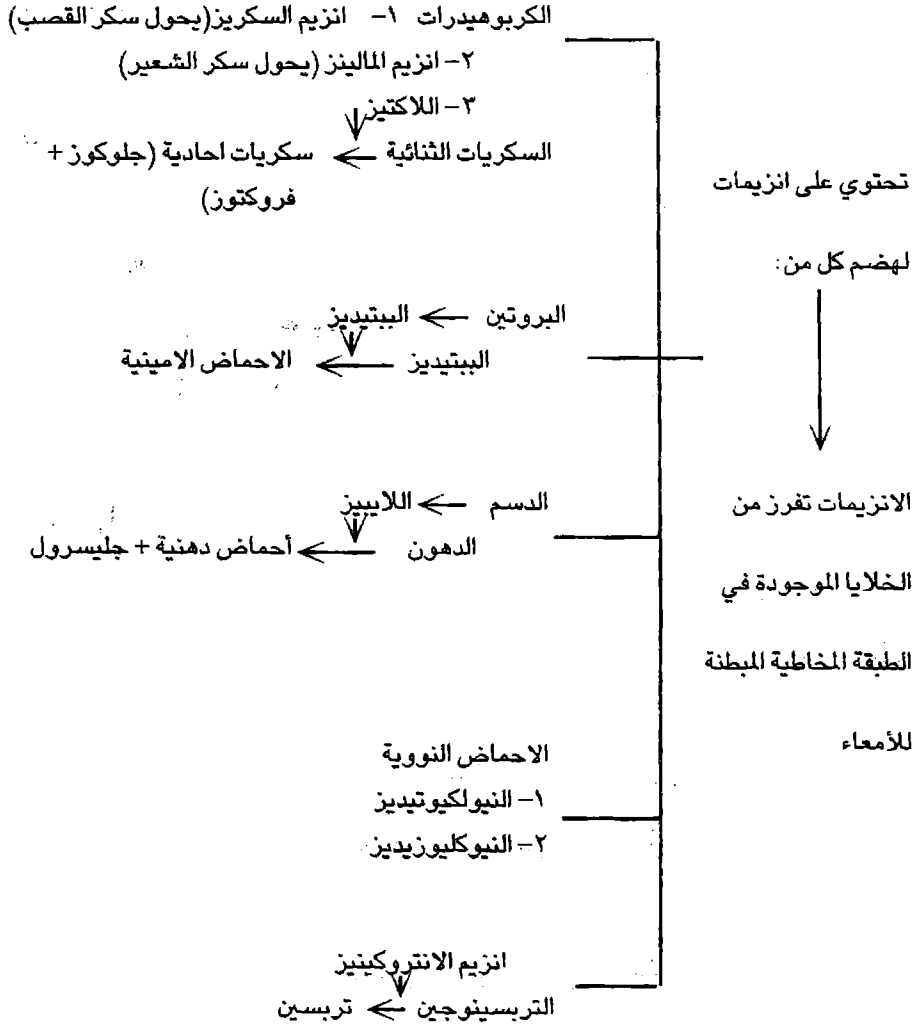 تحتوي على انزيمات
لهضم كل من:
الانزيمات تفرز من
الخلايا الموجودة في
الطبقة المخاطية المبطنة
للأمعاء
الكربوهيدرات ١- انزيم السكريز(يحول سكر القصب)
٢- انزيم المالينز (يحول سكر الشعير)
٣- اللاكتيز
السكريات الثنائية ← سكريات احادية (جلوكوز +
فروكتوز)
البروتين ← الببتيديز
الببتيديز ← الاحماض الامينية
الدسم ← اللايبيز
الدهون ← أحماض دهنية + جليسرول
الاحماض النووية
١- النيولكيوتيديز
٢- النيوكليوزيديز
انزيم الانتروكينيز
التربسينوجين ← تربسين